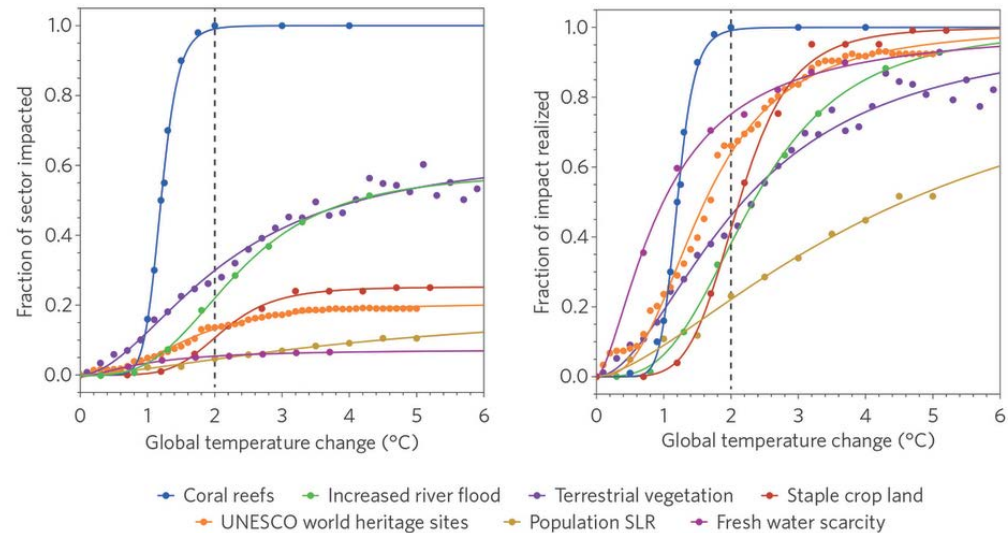 Fraction of sector impacted
1.0
0.8
0.6
0.4
0.2
0.0
0 1 2 3 4 5 6
Global temperature change (°C)
Fraction of impact realized
1.0
0.8
0.6
0.4
0.2
0.0
0 1 2 3 4 5 6
Global temperature change (°C)
Coral reefs Increased river flood Terrestrial vegetation Staple crop land
UNESCO world heritage sites Population SLR Fresh water scarcity